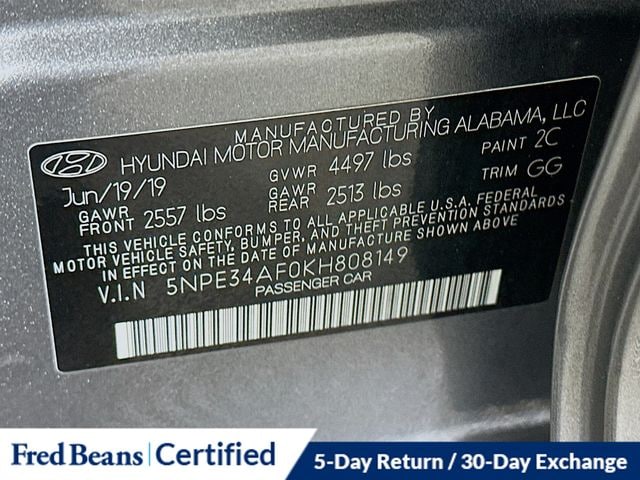 MANUFACTURED BY
HYUNDAI MOTOR MANUFACTURING ALABAMA, LLC
Jun/19/19 GVWR 4497 lbs PAINT 2C
GAWR FRONT 2557 lbs GAWR REAR 2513 lbs TRIM GG
THIS VEHICLE CONFORMS TO ALL APPLICABLE U.S.A. FEDERAL
MOTOR VEHICLE SAFETY, BUMPER, AND THEFT PREVENTION STANDARDS
IN EFFECT ON THE DATE OF MANUFACTURE SHOWN ABOVE.
V.I.N 5NPE34AF0KH808149
PASSENGER CAR
Fred Beans Certified
5-Day Return / 30-Day Exchange